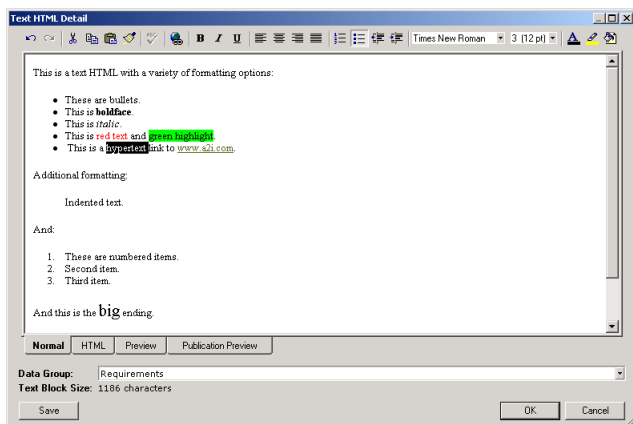 Text HTML Detail
B I U Times New Roman 3 (12 pt) A
This is a text HTML with a variety of formatting options:
• These are bullets.
• This is boldface.
• This is italic.
• This is red text and green highlight.
• This is a hypertext link to www.a2i.com.
Additional formatting:
Indented text.
And:
1. These are numbered items.
2. Second item.
3. Third item.
And this is the big ending.
Normal HTML Preview Publication Preview
Data Group: Requirements
Text Block Size: 1186 characters
Save OK Cancel